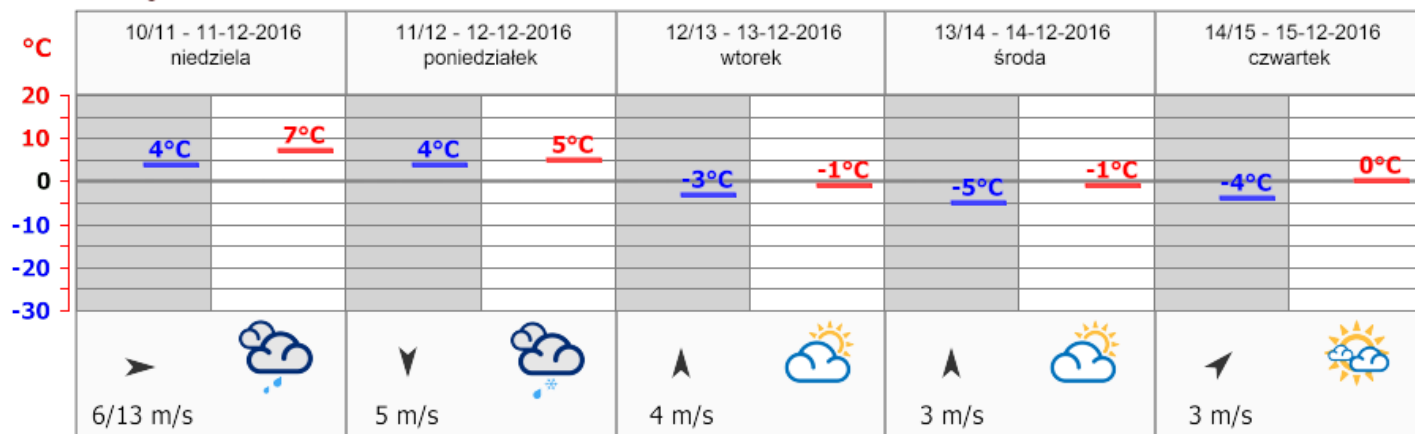 10/11 - 11-12-2016
niedziela
11/12 - 12-12-2016
poniedziałek
12/13 - 13-12-2016
wtorek
13/14 - 14-12-2016
środa
14/15 - 15-12-2016
czwartek
°C
20
10
0
-10
-20
-30
4°C
7°C
4°C
5°C
-3°C
-1°C
-5°C
-1°C
-4°C
0°C
6/13 m/s
5 m/s
4 m/s
3 m/s
3 m/s